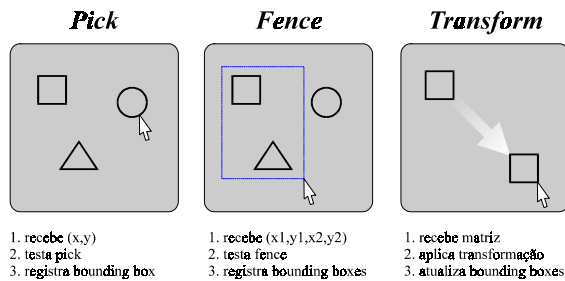 Pick
Fence
Transform
1. recebe (x,y)
2. testa pick
3. registra bounding box
1. recebe (x1,y1,x2,y2)
2. testa fence
3. registra bounding boxes
1. recebe matriz
2. aplica transformação
3. atualiza bounding boxes